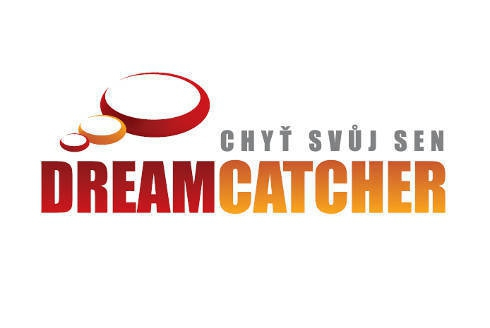 CHYŤ SVŮJ SEN
DREAMCATCHER